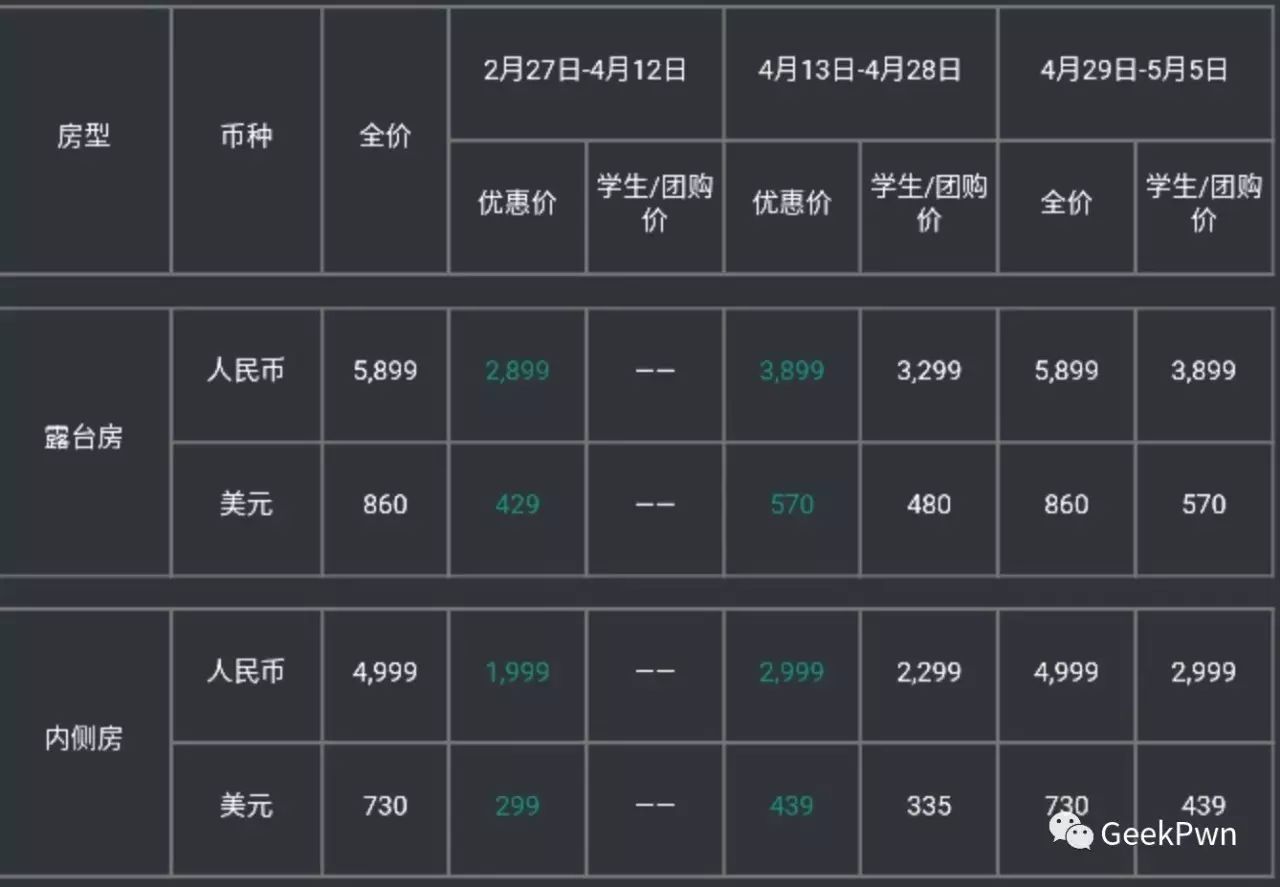 房型 币种 全价 2月27日-4月12日 4月13日-4月28日 4月29日-5月5日
优惠价 学生/团购价 优惠价 学生/团购价 全价 学生/团购价
露台房
人民币 5,899 2,899 —— 3,899 3,299 5,899 3,899
美元 860 429 —— 570 480 860 570
内侧房
人民币 4,999 1,999 —— 2,999 2,299 4,999 2,999
美元 730 299 —— 439 335 730 439
GeekPwn